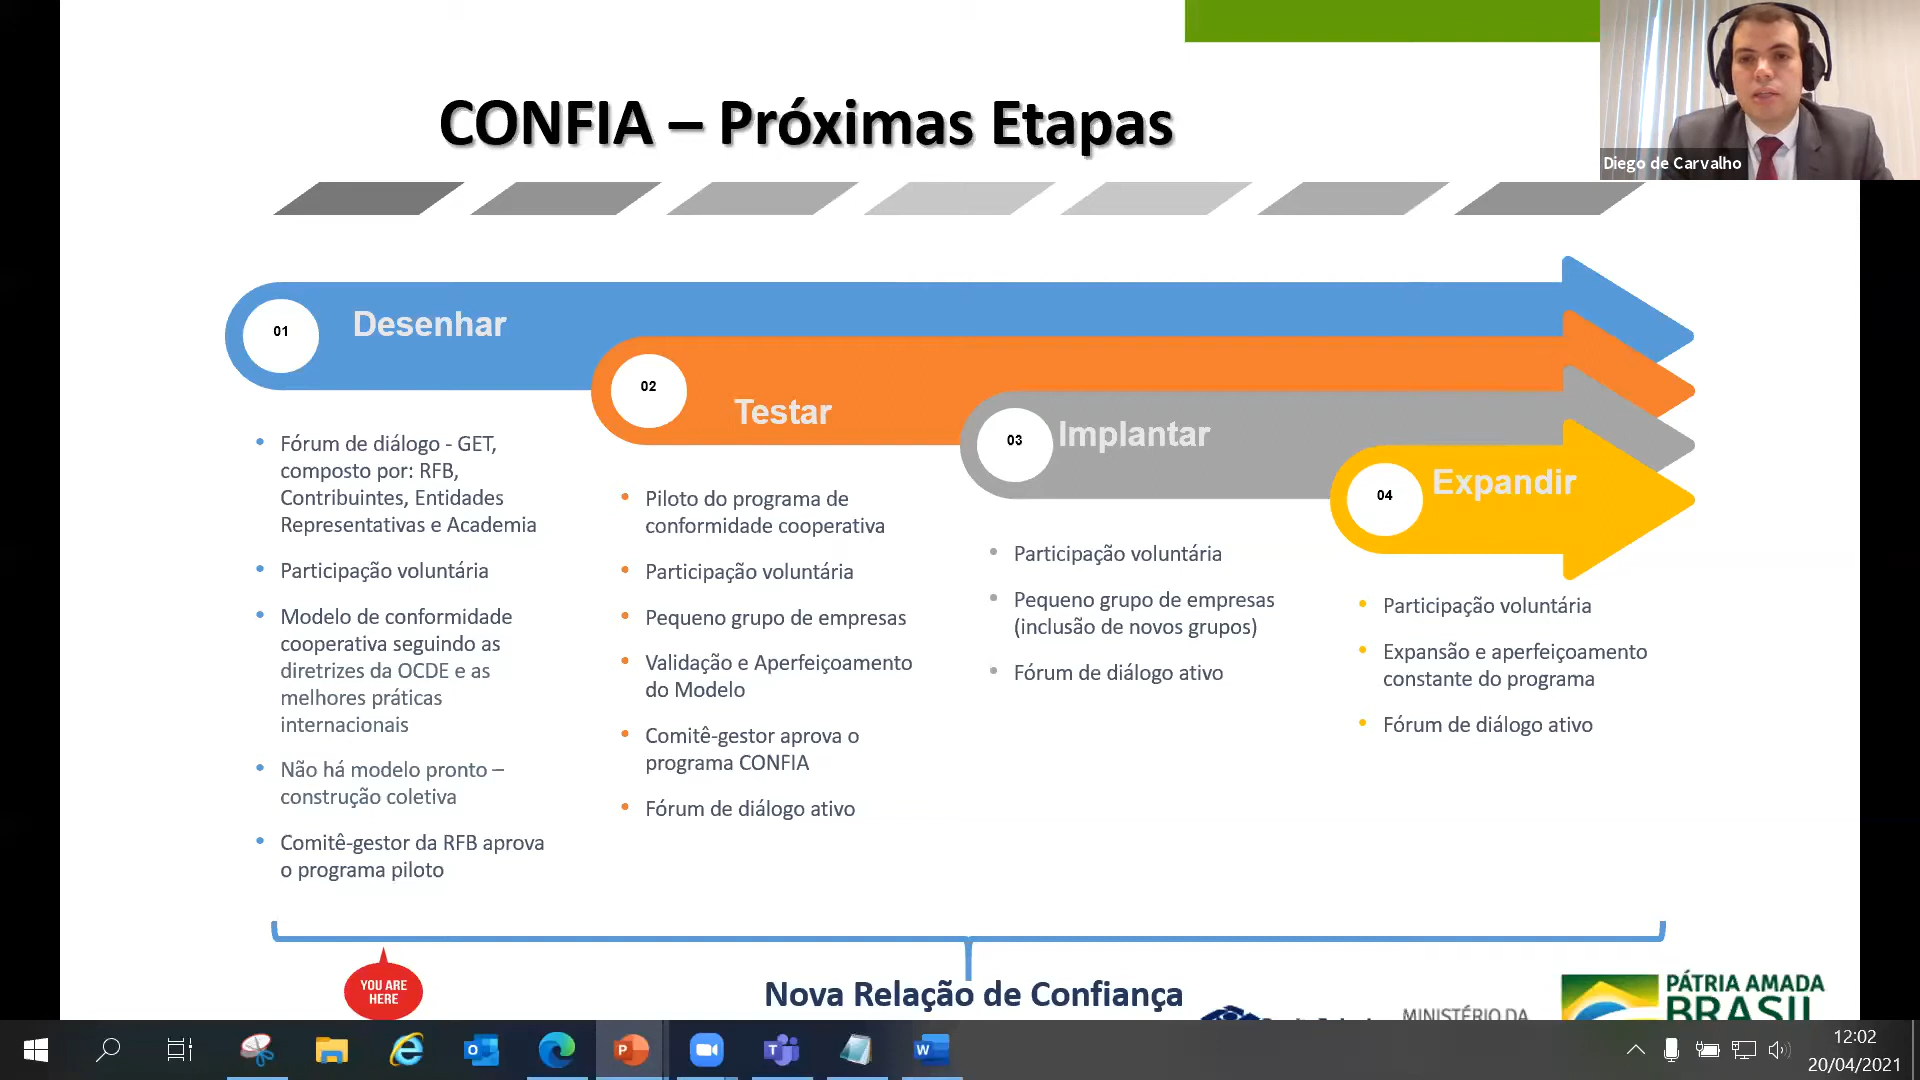 CONFIA – Próximas Etapas
Diego de Carvalho
01
Desenhar
02
Testar
03
Implantar
04
Expandir
• Fórum de diálogo - GET,
composto por: RFB,
Contribuintes, Entidades
Representativas e Academia
• Participação voluntária
• Modelo de conformidade
cooperativa seguindo as
diretrizes da OCDE e as
melhores práticas
internacionais
• Não há modelo pronto –
construção coletiva
• Comitê-gestor da RFB aprova
o programa piloto
• Piloto do programa de
conformidade cooperativa
• Participação voluntária
• Pequeno grupo de empresas
• Validação e Aperfeiçoamento
do Modelo
• Comitê-gestor aprova o
programa CONFIA
• Fórum de diálogo ativo
• Participação voluntária
• Pequeno grupo de empresas
(inclusão de novos grupos)
• Fórum de diálogo ativo
• Participação voluntária
• Expansão e aperfeiçoamento
constante do programa
• Fórum de diálogo ativo
YOU ARE
HERE
Nova Relação de Confiança
MINISTÉRIO DA
PÁTRIA AMADA
BRASIL
12:02
20/04/2021